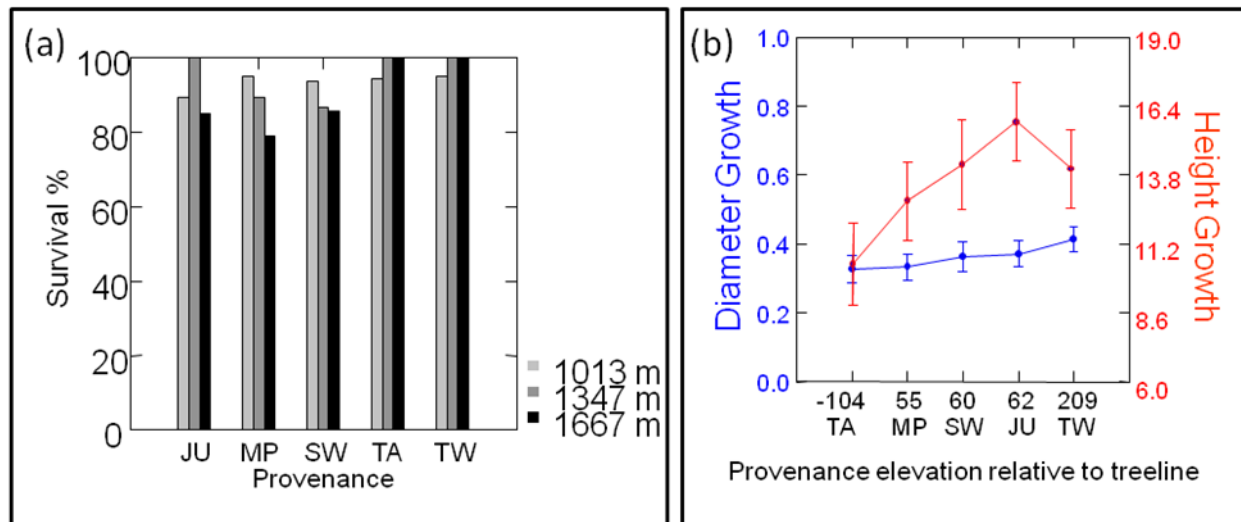 (a)
Survival %
100
80
60
40
20
0
JU MP SW TA TW
Provenance
1013 m
1347 m
1667 m
(b)
Diameter Growth
1.0
0.8
0.6
0.4
0.2
0.0
19.0
16.4
13.8
11.2
8.6
6.0
Height Growth
-104 55 60 62 209
TA MP SW JU TW
Provenance elevation relative to treeline